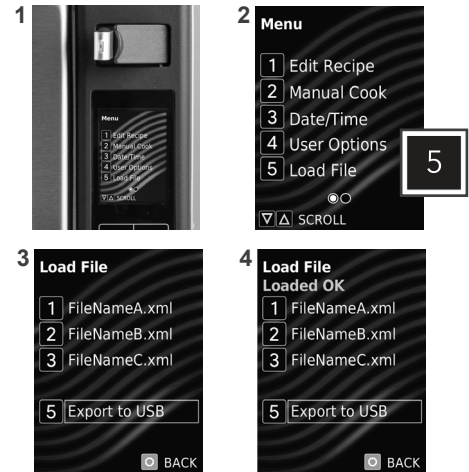 1
Menu
1 Edit Recipe
2 Manual Cook
3 Date/Time
4 User Options
5 Load File
SCROLL
2
Menu
1 Edit Recipe
2 Manual Cook
3 Date/Time
4 User Options
5 Load File
SCROLL
5
3
Load File
1 FileNameA.xml
2 FileNameB.xml
3 FileNameC.xml
5 Export to USB
BACK
4
Load File
Loaded OK
1 FileNameA.xml
2 FileNameB.xml
3 FileNameC.xml
5 Export to USB
BACK